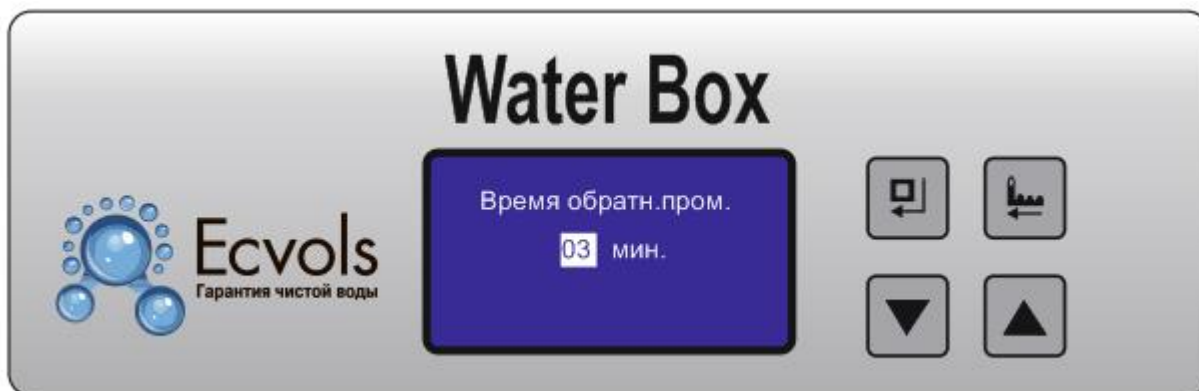 Water Box
Ecvols
Гарантия чистой воды
Время обратн.пром.
03 мин.